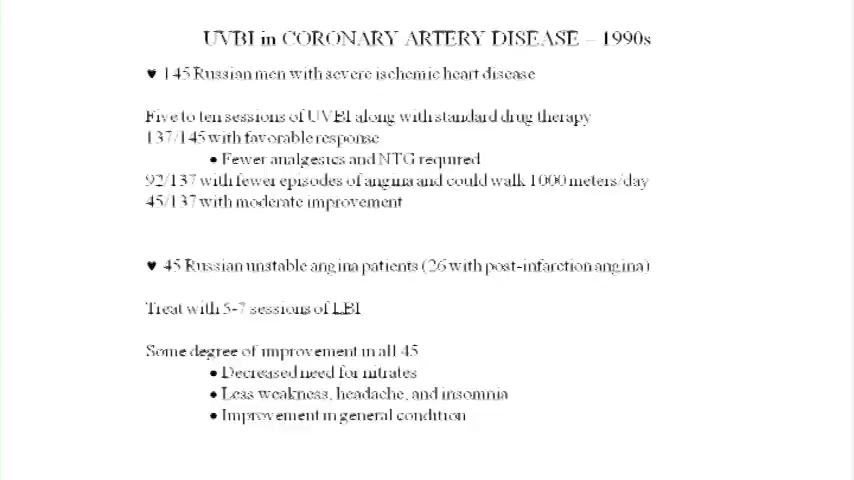 UVBI in CORONARY ARTERY DISEASE – 1990s
♥ 145 Russian men with severe ischemic heart disease
Five to ten sessions of UVBI along with standard drug therapy
137/145 with favorable response
• Fewer analgesics and NTG required
92/137 with fewer episodes of angina and could walk 1000 meters/day
45/137 with moderate improvement
♥ 45 Russian unstable angina patients (26 with post-infarction angina)
Treat with 5-7 sessions of LBI
Some degree of improvement in all 45
• Decreased need for nitrates
• Less weakness, headache, and insomnia
• Improvement in general condition